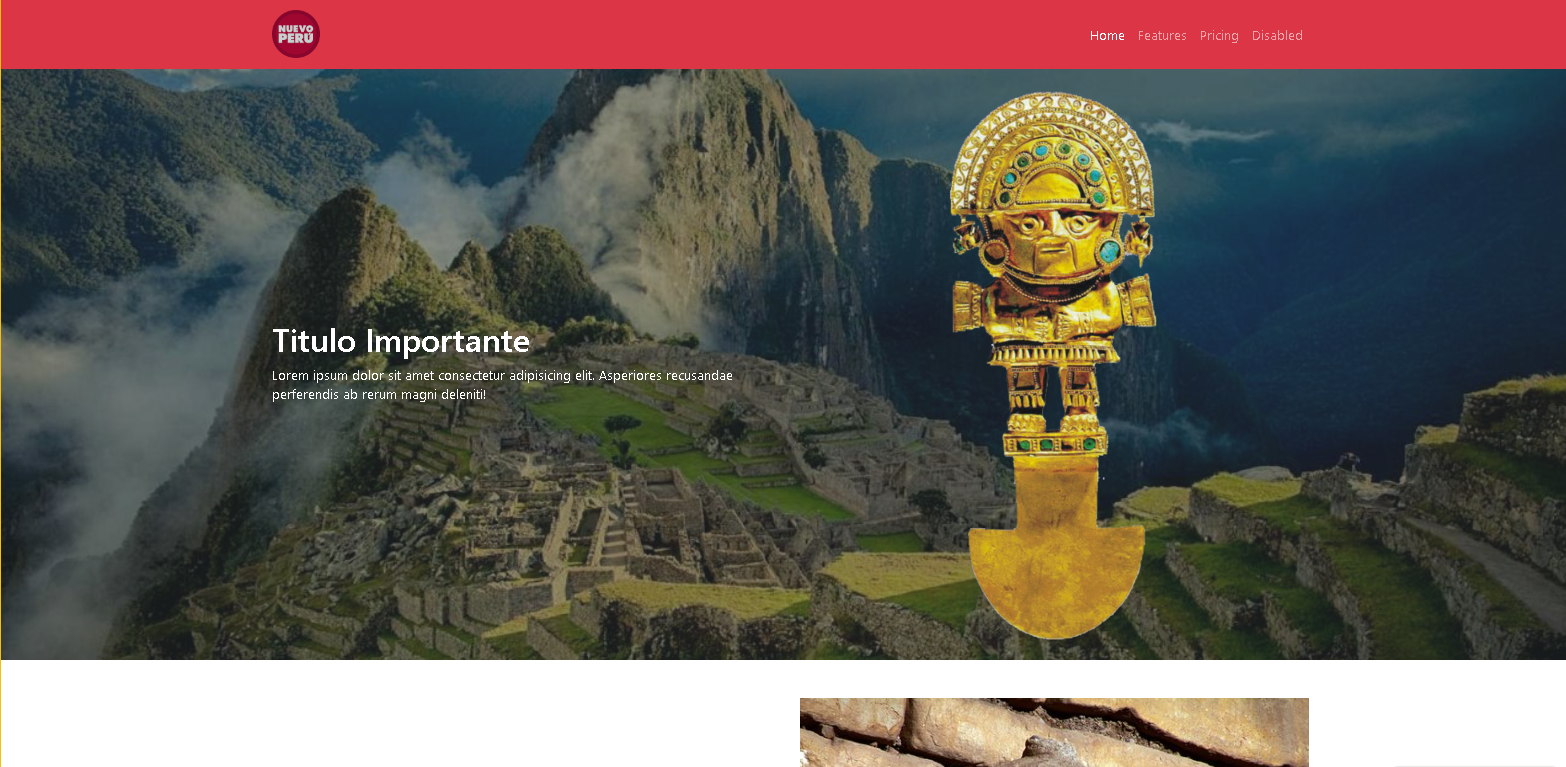 NUEVO
PERÚ
Home Features Pricing Disabled
Titulo Importante
Lorem ipsum dolor sit amet consectetur adipisicing elit. Asperiores recusandae
perferendis ab rerum magni deleniti!